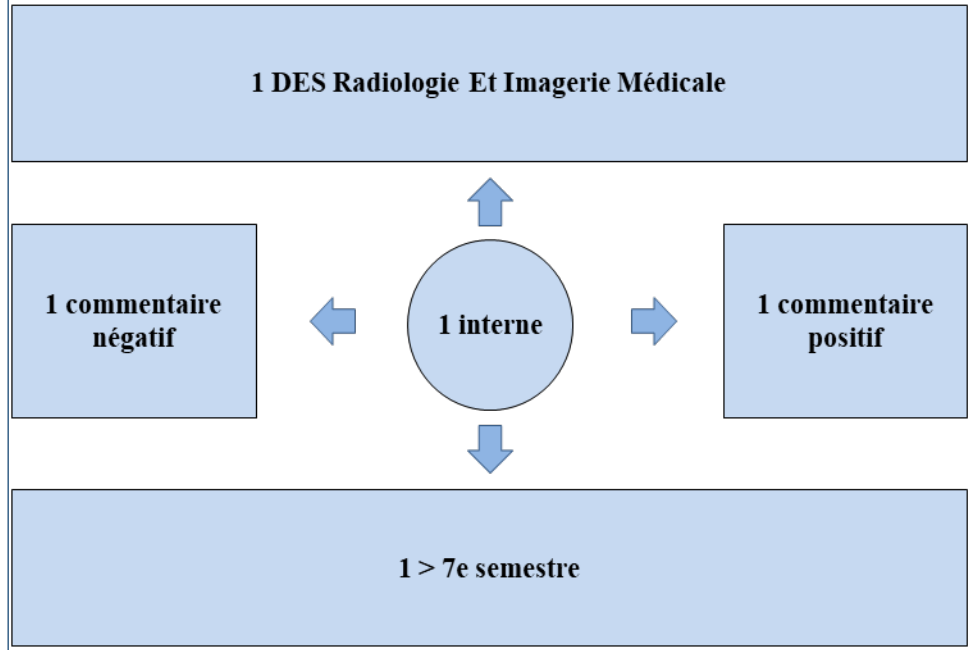 1 DES Radiologie Et Imagerie Médicale
1 commentaire
négatif
1 interne
1 commentaire
positif
1 > 7e semestre